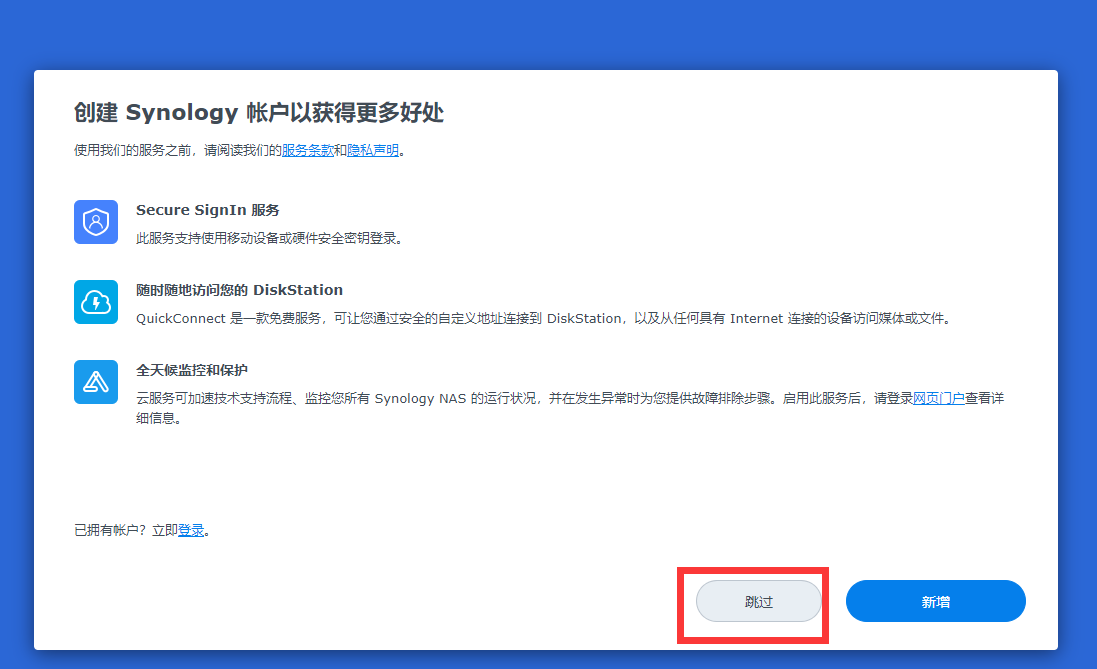 创建 Synology 帐户以获得更多好处
使用我们的服务之前，请阅读我们的服务条款和隐私声明。
Secure SignIn 服务
此服务支持使用移动设备或硬件安全密钥登录。
随时随地访问您的 DiskStation
QuickConnect 是一款免费服务，可让您通过安全的自定义地址连接到 DiskStation，以及从任何具有 Internet 连接的设备访问媒体或文件。
全天候监控和保护
云服务可加速技术支持流程、监控您所有 Synology NAS 的运行状况，并在发生异常时为您提供故障排除步骤。启用此服务后，请登录网页门户查看详
细信息。
已拥有帐户？立即登录。
跳过
新增